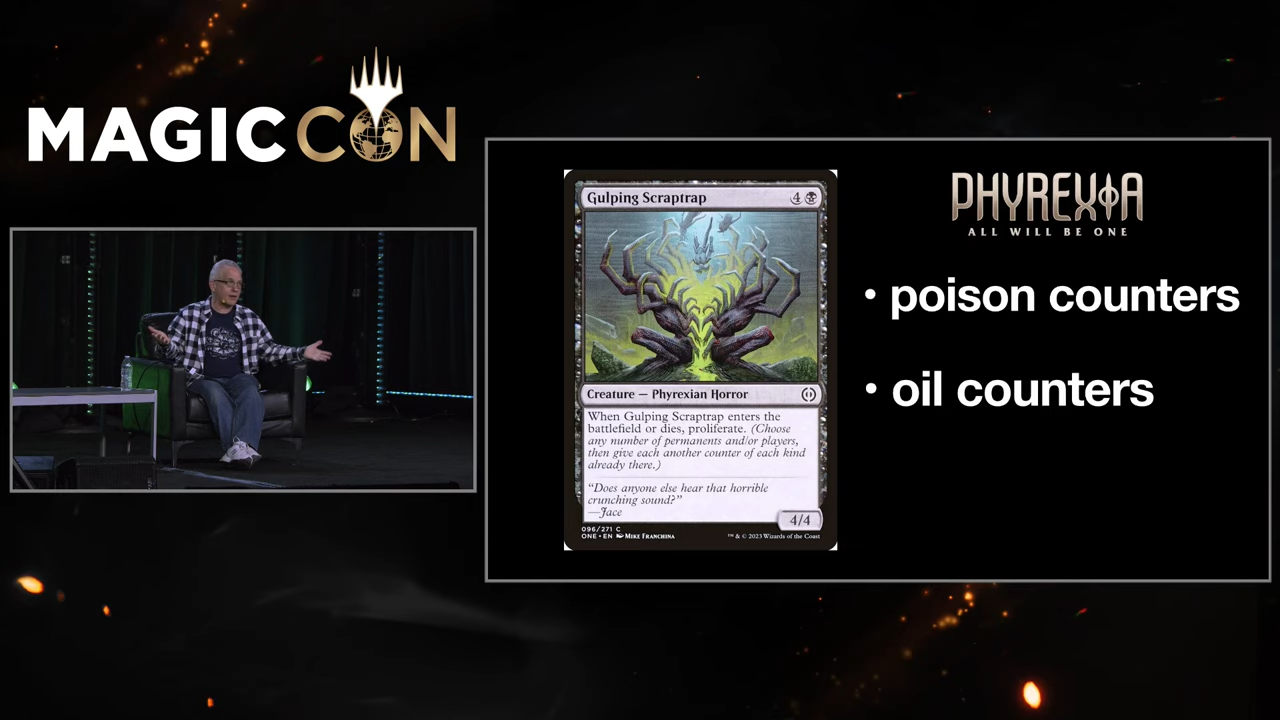 MAGICCON
Gulping Scraptrap 4
PHYREXIA
ALL WILL BE ONE
• poison counters
• oil counters
Creature — Phyrexian Horror
When Gulping Scraptrap enters the
battlefield or dies, proliferate. (Choose
any number of permanents and/or players,
then give each another counter of each kind
already there.)
“Does anyone else hear that horrible
crunching sound?”
—Jace
4/4
096/271 C
ONE • EN MIKE FRANCHINA
™ & © 2023 Wizards of the Coast